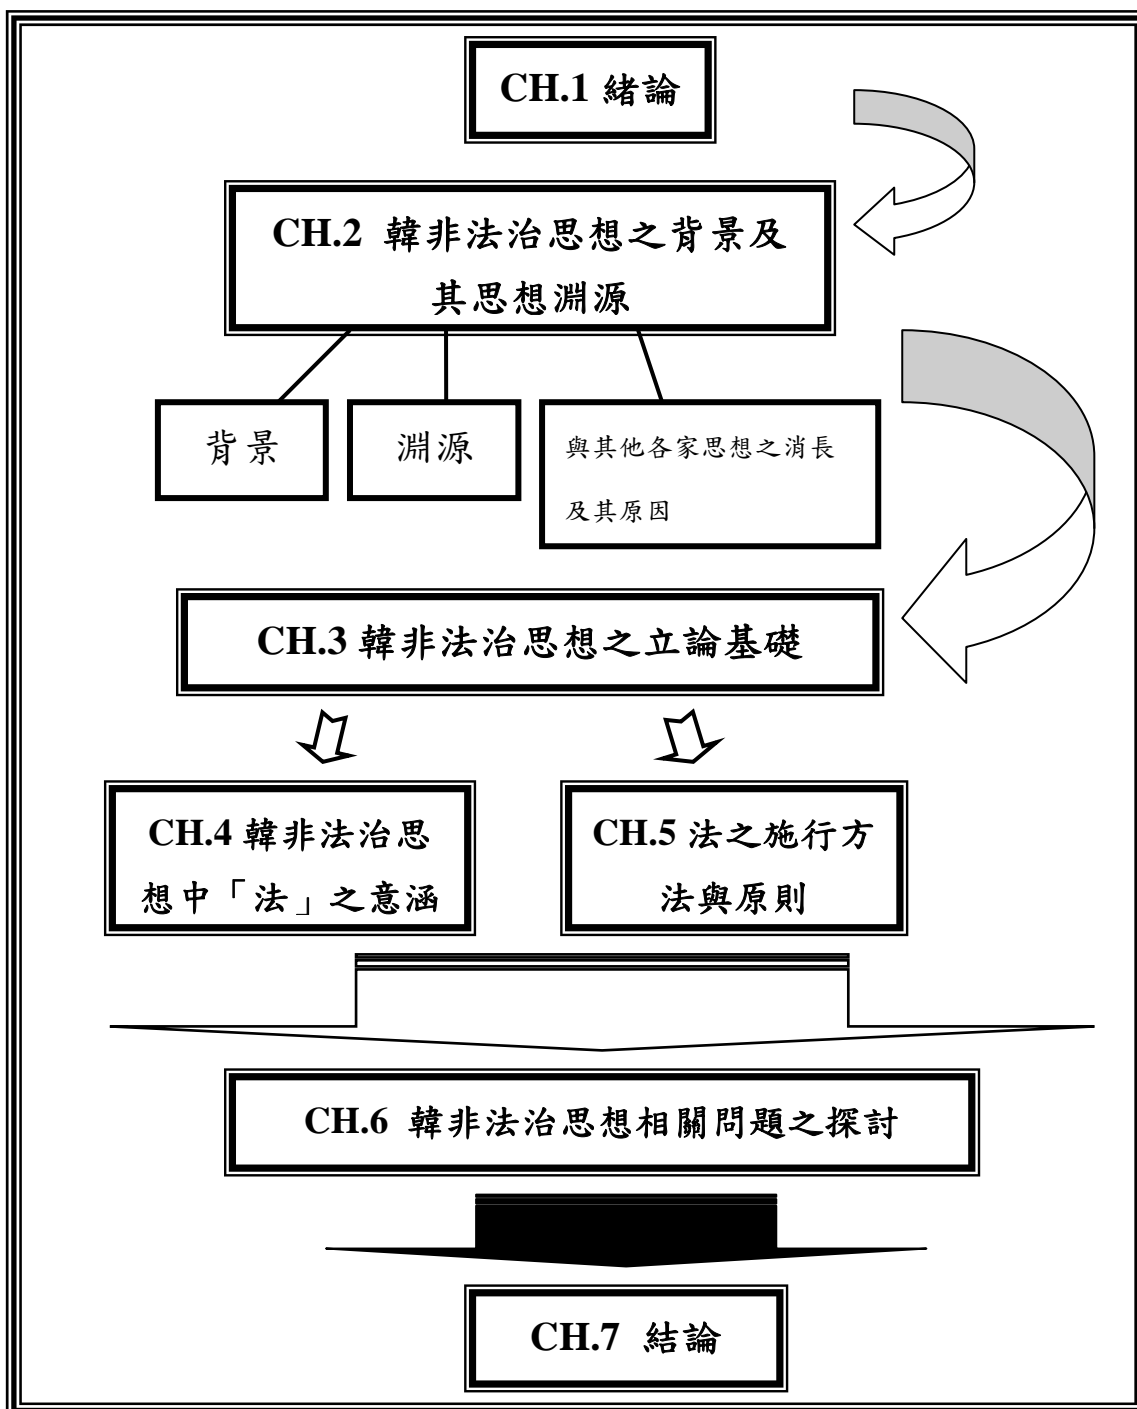 CH.1 緒論
CH.2 韓非法治思想之背景及
其思想淵源
背景
淵源
與其他各家思想之消長
及其原因
CH.3 韓非法治思想之立論基礎
CH.4 韓非法治思
想中「法」之意涵
CH.5 法之施行方
法與原則
CH.6 韓非法治思想相關問題之探討
CH.7 結論